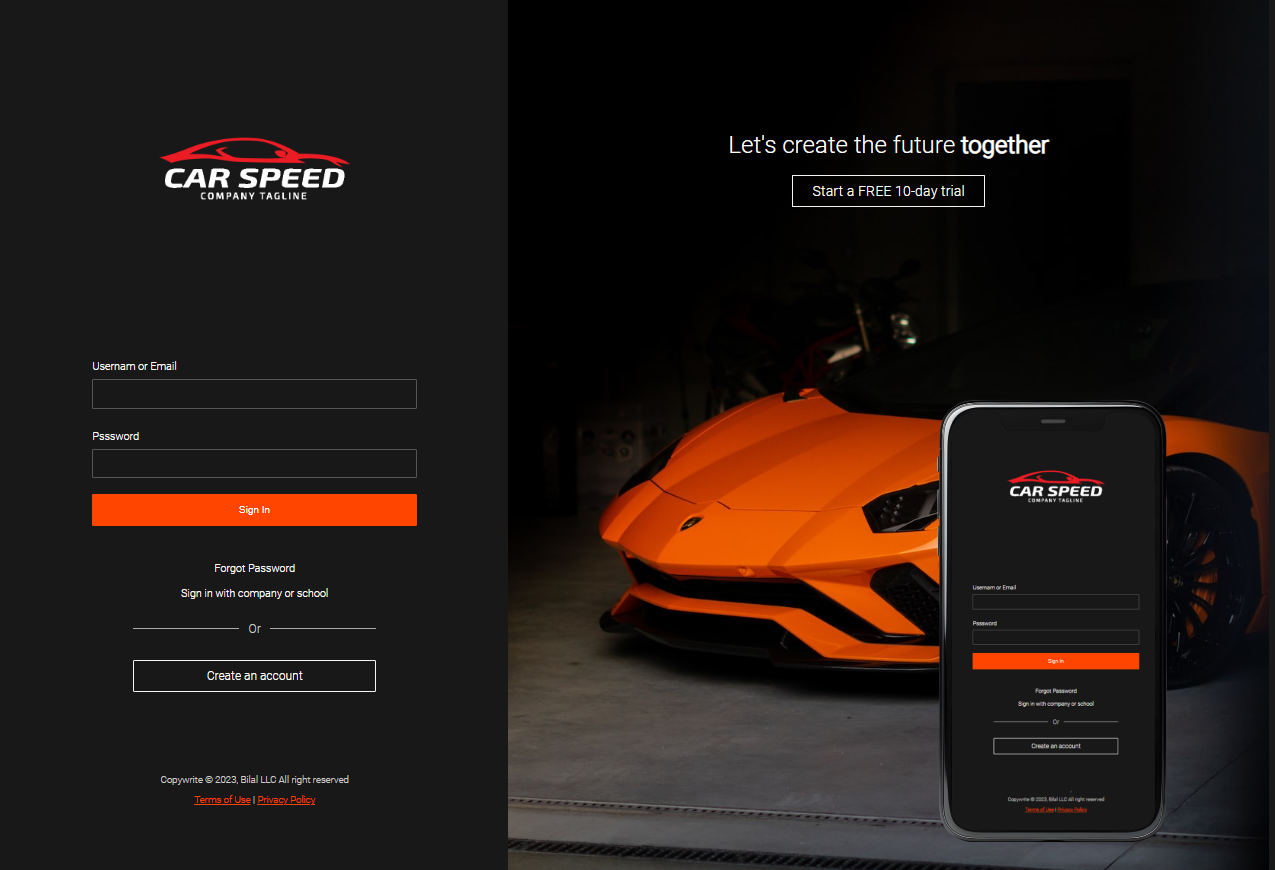 CAR SPEED
COMPANY TAGLINE
Usernam or Email
Pssword
Sign In
Forgot Password
Sign in with company or school
Or
Create an account
Copywrite © 2023, Bilal LLC All right reserved
Terms of Use | Privacy Policy
Let's create the future together
Start a FREE 10-day trial
CAR SPEED
COMPANY TAGLINE
Usernam or Email
Pssword
Sign In
Forgot Password
Sign in with company or school
Or
Create an account
Copywrite © 2023, Bilal LLC All right reserved
Terms of Use | Privacy Policy